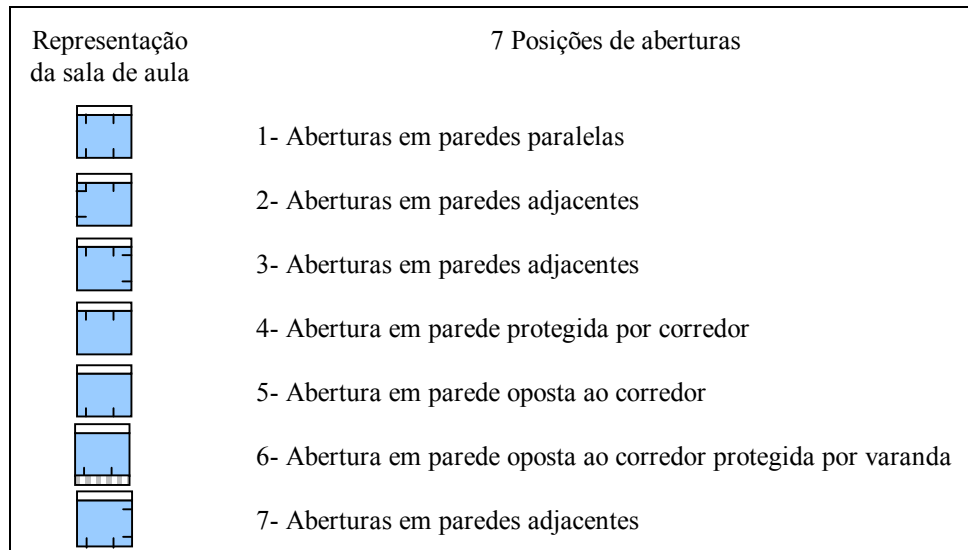 Representação
da sala de aula
7 Posições de aberturas
1- Aberturas em paredes paralelas
2- Aberturas em paredes adjacentes
3- Aberturas em paredes adjacentes
4- Abertura em parede protegida por corredor
5- Abertura em parede oposta ao corredor
6- Abertura em parede oposta ao corredor protegida por varanda
7- Aberturas em paredes adjacentes